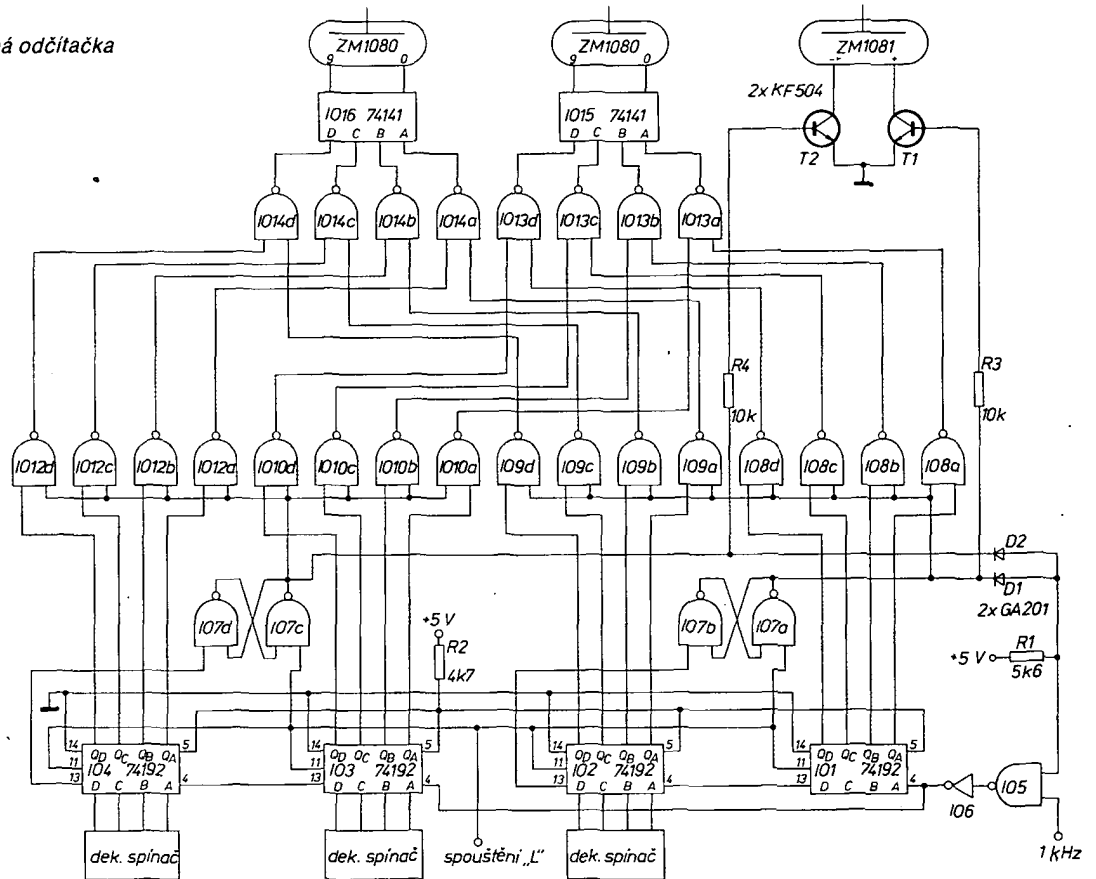 á odčítačka
ZM1080
9 0
ZM1080
9 0
ZM1081
-+ +
2x KF504
T2 T1
IO16 74141
D C B A
IO15 74141
D C B A
IO14d IO14c IO14b IO14a IO13d IO13c IO13b IO13a
R4
10k
R3
10k
IO12d IO12c IO12b IO12a IO10d IO10c IO10b IO10a IO9d IO9c IO9b IO9a IO8d IO8c IO8b IO8a
D2
D1
2x GA201
IO7d IO7c
IO7b IO7a
+5 V
R2
4k7
+5 V
R1
5k6
14 QD QC QB QA 5
11 IO4 74192
13 D C B A 4
14 QD QC QB QA 5
11 IO3 74192
13 D C B A 4
14 QD QC QB QA 5
11 IO2 74192
13 D C B A 4
14 QD QC QB QA 5
11 IO1 74192
13 D C B A 4
IO6
IO5
1 kHz
dek. spínač
dek. spínač
spouštění „L"
dek. spínač